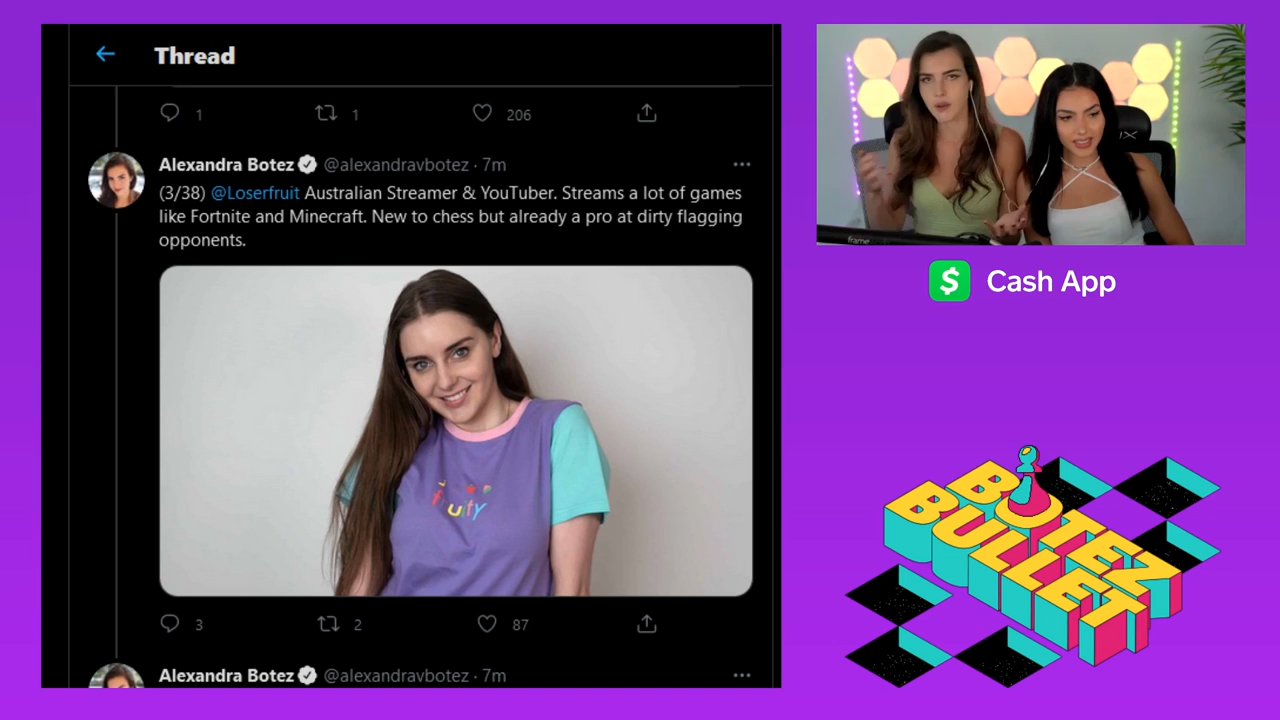 Thread
1 1 206
Alexandra Botez @alexandravbotez · 7m
(3/38) @Loserfruit Australian Streamer & YouTuber. Streams a lot of games
like Fortnite and Minecraft. New to chess but already a pro at dirty flagging
opponents.
fruity
3 2 87
Alexandra Botez @alexandravbotez · 7m
frame
$ Cash App
BOTEZ
BULLET